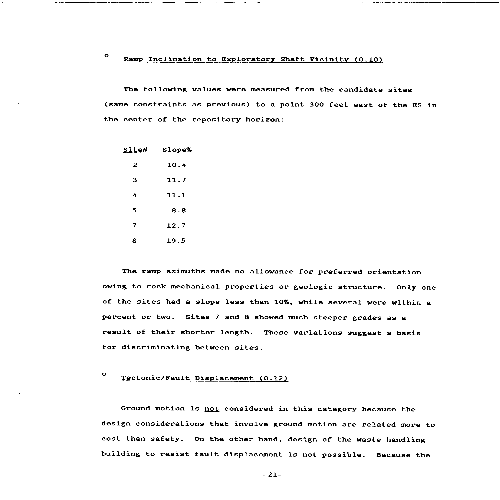 ° Ramp Inclination to Exploratory Shaft Vicinity (0.10)
The following values were measured from the candidate sites
(same constraints as previous) to a point 300 feet east of the ES in
the center of the repository horizon:
Site# Slope%
2 10.4
3 11.7
4 11.1
5 8.8
7 12.7
8 19.5
The ramp azimuths made no allowance for preferred orientation
owing to rock mechanical properties or geologic structure. Only one
of the sites had a slope less than 10%, while several were within a
percent or two. Sites 7 and 8 showed much steeper grades as a
result of their shorter length. These variations suggest a basis
for discriminating between sites.
° Tectonic/Fault Displacement (0.22)
Ground motion is not considered in this category because the
design considerations that involve ground motion are related more to
cost than safety. On the other hand, design of the waste handling
building to resist fault displacement is not possible. Because the
-21-